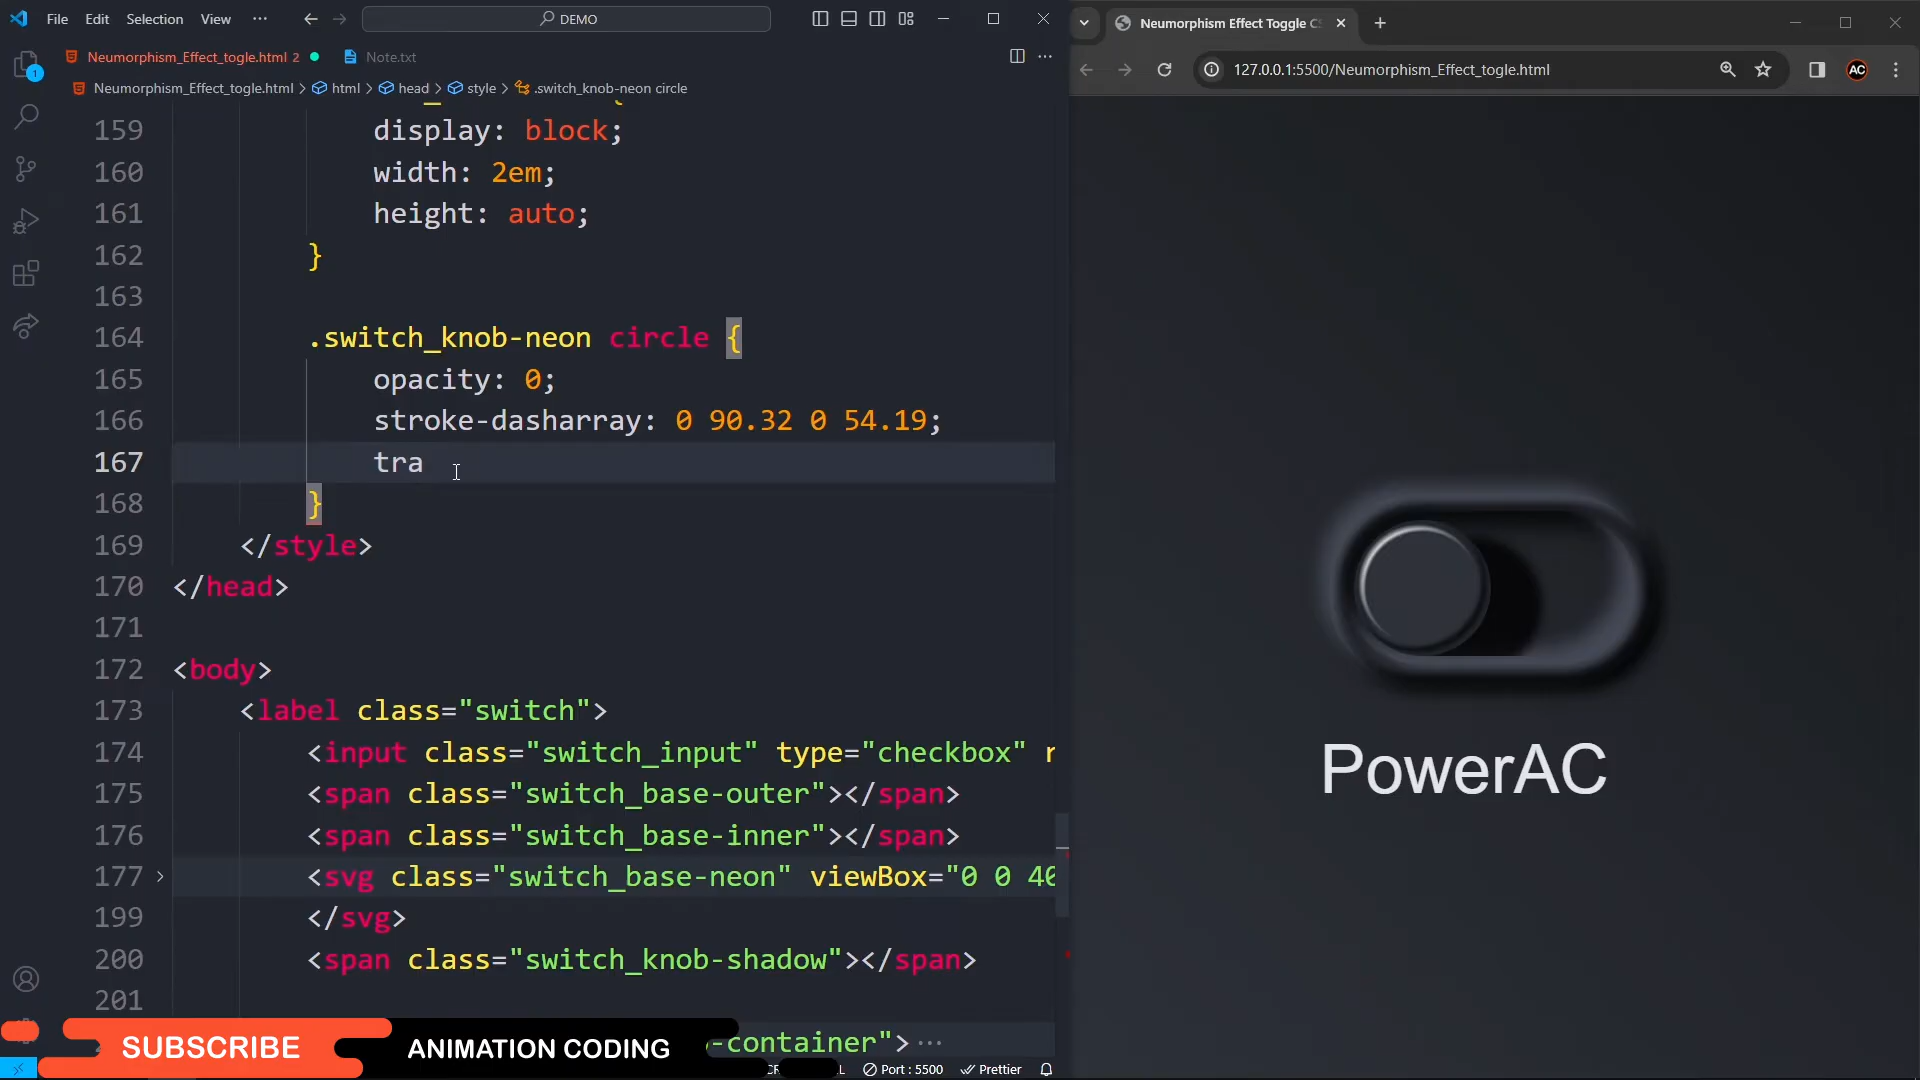 File Edit Selection View ··· DEMO
Neumorphism_Effect_togle.html 2 Note.txt
Neumorphism_Effect_togle.html > html > head > style > .switch_knob-neon circle
159 display: block;
160 width: 2em;
161 height: auto;
162 }
163
164 .switch_knob-neon circle {
165 opacity: 0;
166 stroke-dasharray: 0 90.32 0 54.19;
167 tra
168 }
169 </style>
170 </head>
171
172 <body>
173 <label class="switch">
174 <input class="switch_input" type="checkbox" r
175 <span class="switch_base-outer"></span>
176 <span class="switch_base-inner"></span>
177 <svg class="switch_base-neon" viewBox="0 0 40
199 </svg>
200 <span class="switch_knob-shadow"></span>
201
-container"> ···
SUBSCRIBE
ANIMATION CODING
Port : 5500 Prettier
1
Neumorphism Effect Toggle C
127.0.0.1:5500/Neumorphism_Effect_togle.html
AC
PowerAC